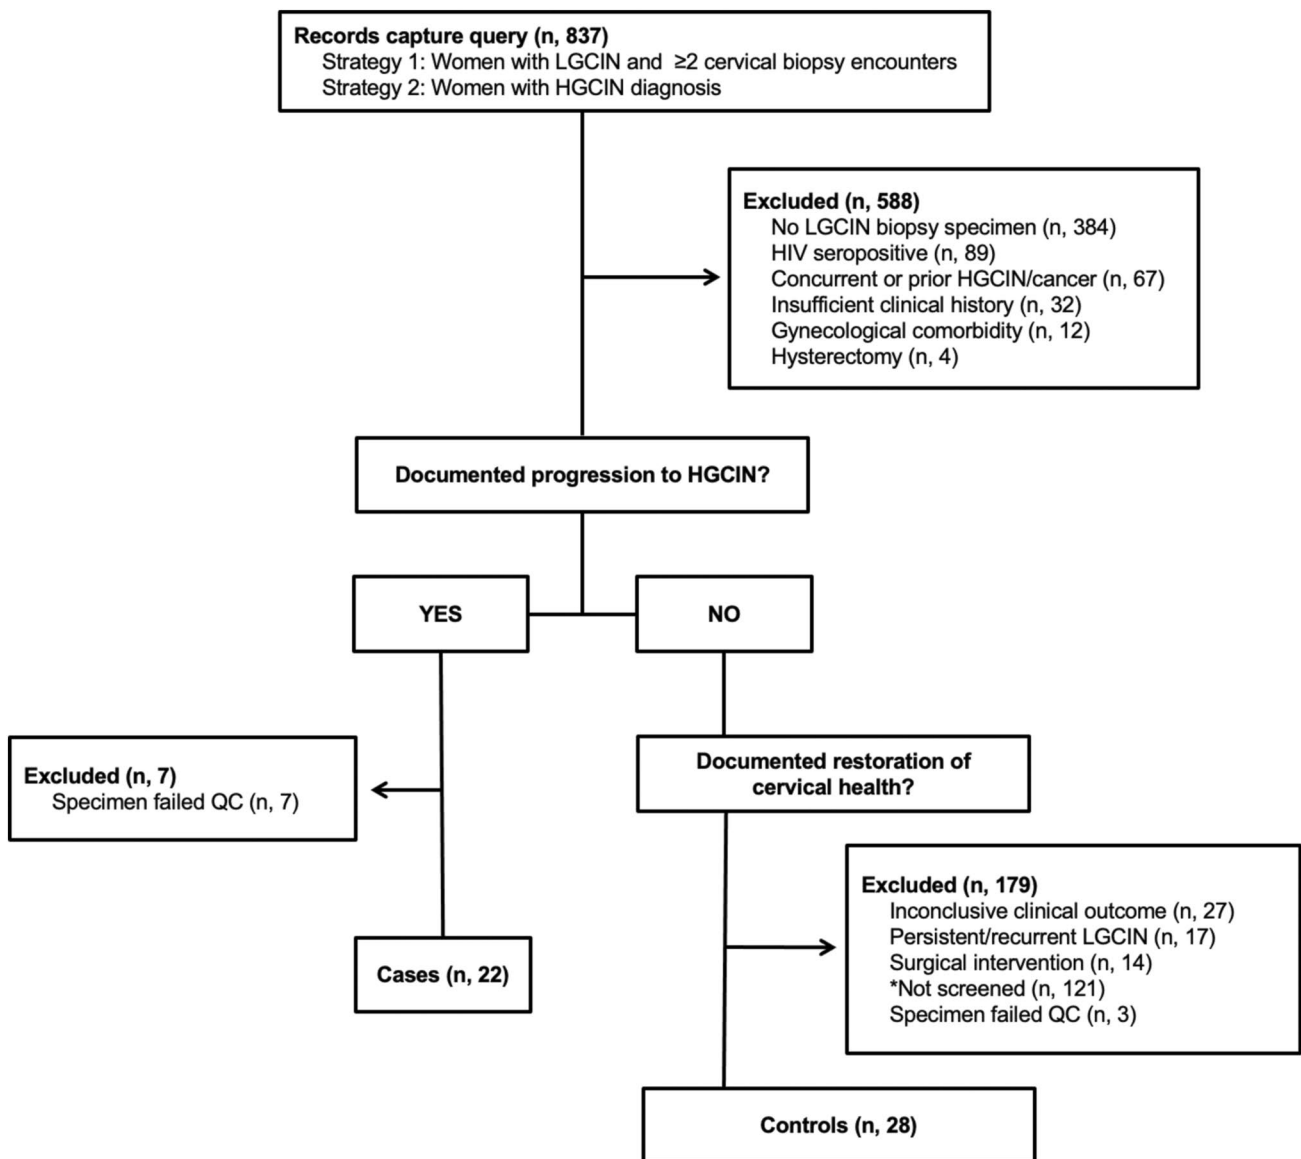 Records capture query (n, 837)
Strategy 1: Women with LGCIN and ≥2 cervical biopsy encounters
Strategy 2: Women with HGCIN diagnosis
Excluded (n, 588)
No LGCIN biopsy specimen (n, 384)
HIV seropositive (n, 89)
Concurrent or prior HGCIN/cancer (n, 67)
Insufficient clinical history (n, 32)
Gynecological comorbidity (n, 12)
Hysterectomy (n, 4)
Documented progression to HGCIN?
YES
NO
Excluded (n, 7)
Specimen failed QC (n, 7)
Documented restoration of
cervical health?
Excluded (n, 179)
Inconclusive clinical outcome (n, 27)
Persistent/recurrent LGCIN (n, 17)
Surgical intervention (n, 14)
*Not screened (n, 121)
Specimen failed QC (n, 3)
Cases (n, 22)
Controls (n, 28)